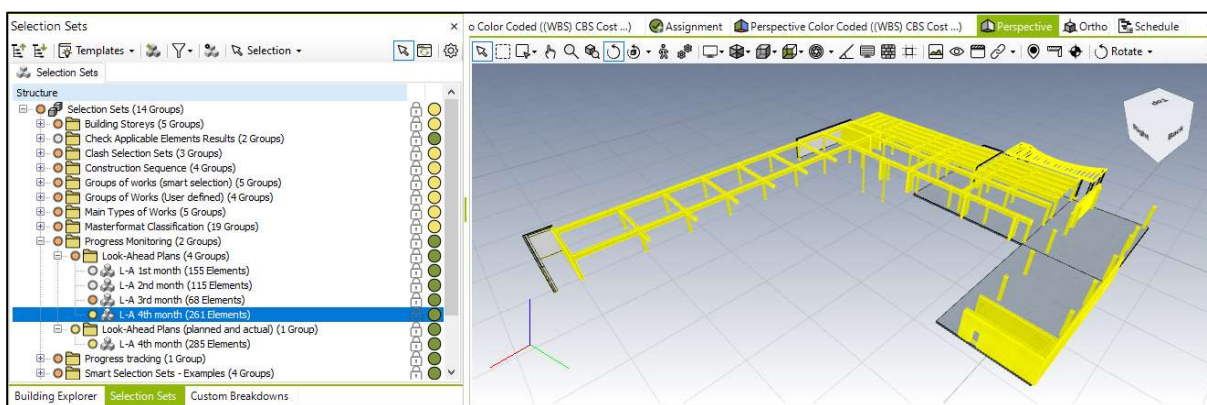 Selection Sets
Templates
Selection
Selection Sets
Structure
Selection Sets (14 Groups)
Building Storeys (5 Groups)
Check Applicable Elements Results (2 Groups)
Clash Selection Sets (3 Groups)
Construction Sequence (4 Groups)
Groups of works (smart selection) (5 Groups)
Groups of Works (User defined) (4 Groups)
Main Types of Works (5 Groups)
Masterformat Classification (19 Groups)
Progress Monitoring (2 Groups)
Look-Ahead Plans (4 Groups)
L-A 1st month (155 Elements)
L-A 2nd month (115 Elements)
L-A 3rd month (68 Elements)
L-A 4th month (261 Elements)
Look-Ahead Plans (planned and actual) (1 Group)
L-A 4th month (285 Elements)
Progress tracking (1 Group)
Smart Selection Sets - Examples (4 Groups)
Building Explorer Selection Sets Custom Breakdowns
o Color Coded ((WBS) CBS Cost ...) Assignment Perspective Color Coded ((WBS) CBS Cost ...) Perspective Ortho Schedule
Rotate
Top
Right
Back